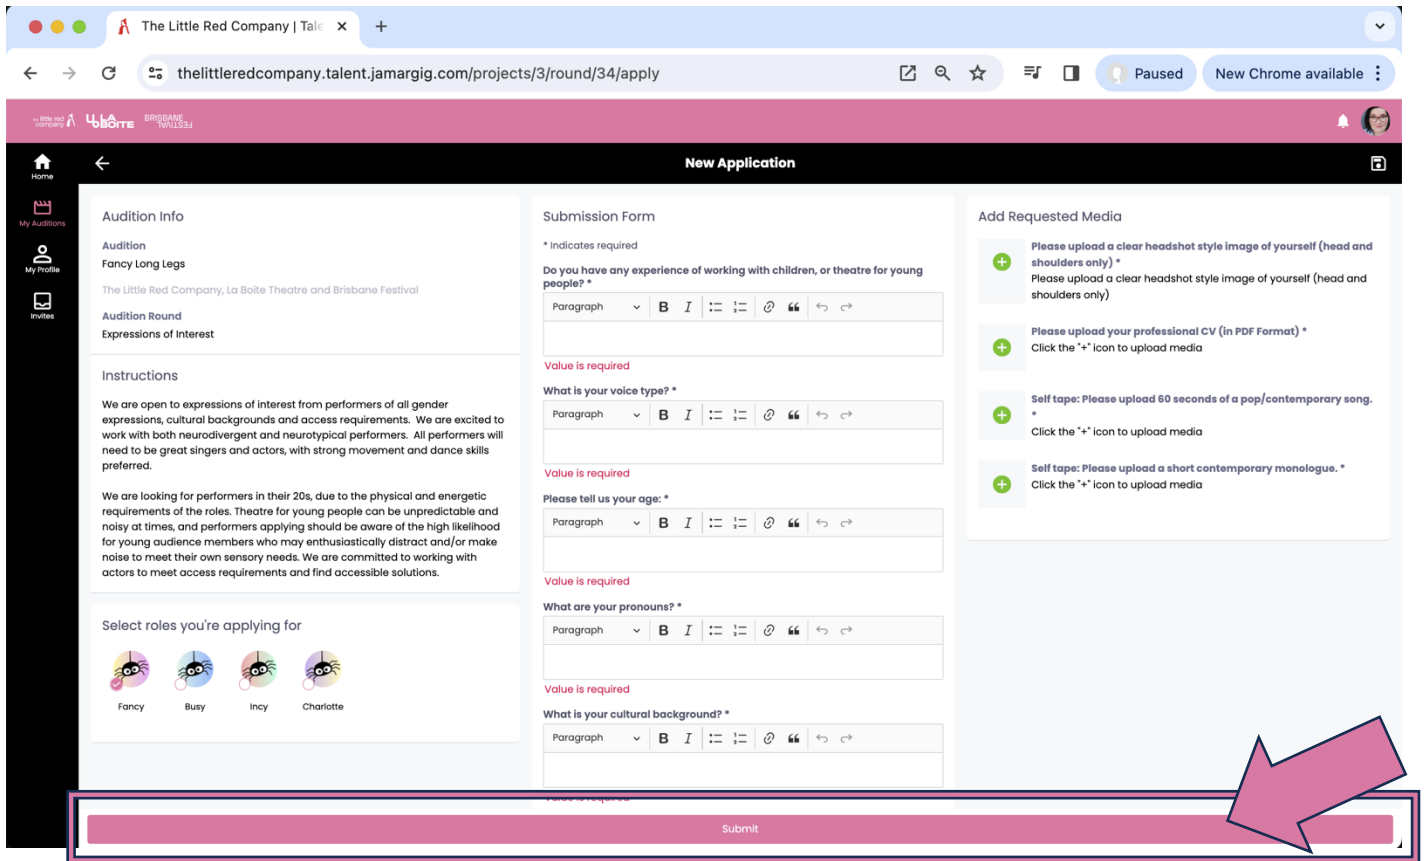 The Little Red Company | Tale
thelittleredcompany.talent.jamargig.com/projects/3/round/34/apply
Paused
New Chrome available
the little red company
LA BOITE
BRISBANE FESTIVAL
Home
My Auditions
My Profile
Invites
New Application
Audition Info
Audition
Fancy Long Legs
The Little Red Company, La Boite Theatre and Brisbane Festival
Audition Round
Expressions of Interest
Instructions
We are open to expressions of interest from performers of all gender
expressions, cultural backgrounds and access requirements. We are excited to
work with both neurodivergent and neurotypical performers. All performers will
need to be great singers and actors, with strong movement and dance skills
preferred.
We are looking for performers in their 20s, due to the physical and energetic
requirements of the roles. Theatre for young people can be unpredictable and
noisy at times, and performers applying should be aware of the high likelihood
for young audience members who may enthusiastically distract and/or make
noise to meet their own sensory needs. We are committed to working with
actors to meet access requirements and find accessible solutions.
Select roles you're applying for
Fancy
Busy
Incy
Charlotte
Submission Form
* Indicates required
Do you have any experience of working with children, or theatre for young
people? *
Paragraph
Value is required
What is your voice type? *
Paragraph
Value is required
Please tell us your age: *
Paragraph
Value is required
What are your pronouns? *
Paragraph
Value is required
What is your cultural background? *
Paragraph
Value is required
Add Requested Media
Please upload a clear headshot style image of yourself (head and
shoulders only) *
Please upload a clear headshot style image of yourself (head and
shoulders only)
Please upload your professional CV (in PDF Format) *
Click the "+" icon to upload media
Self tape: Please upload 60 seconds of a pop/contemporary song.
*
Click the "+" icon to upload media
Self tape: Please upload a short contemporary monologue. *
Click the "+" icon to upload media
Submit